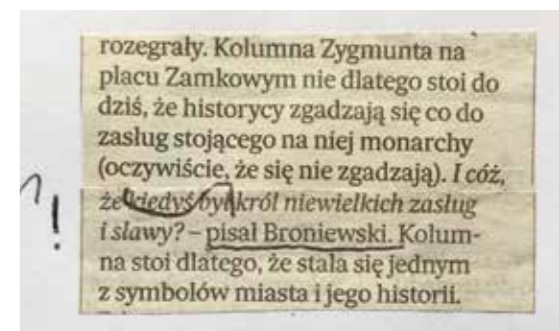 rozegrały. Kolumna Zygmunta na
placu Zamkowym nie dlatego stoi do
dziś, że historycy zgadzają się co do
zasług stojącego na niej monarchy
(oczywiście, że się nie zgadzają). I cóż,
że kiedyś był król niewielkich zasług
i sławy? – pisał Broniewski. Kolum-
na stoi dlatego, że stała się jednym
z symbolów miasta i jego historii.
?!